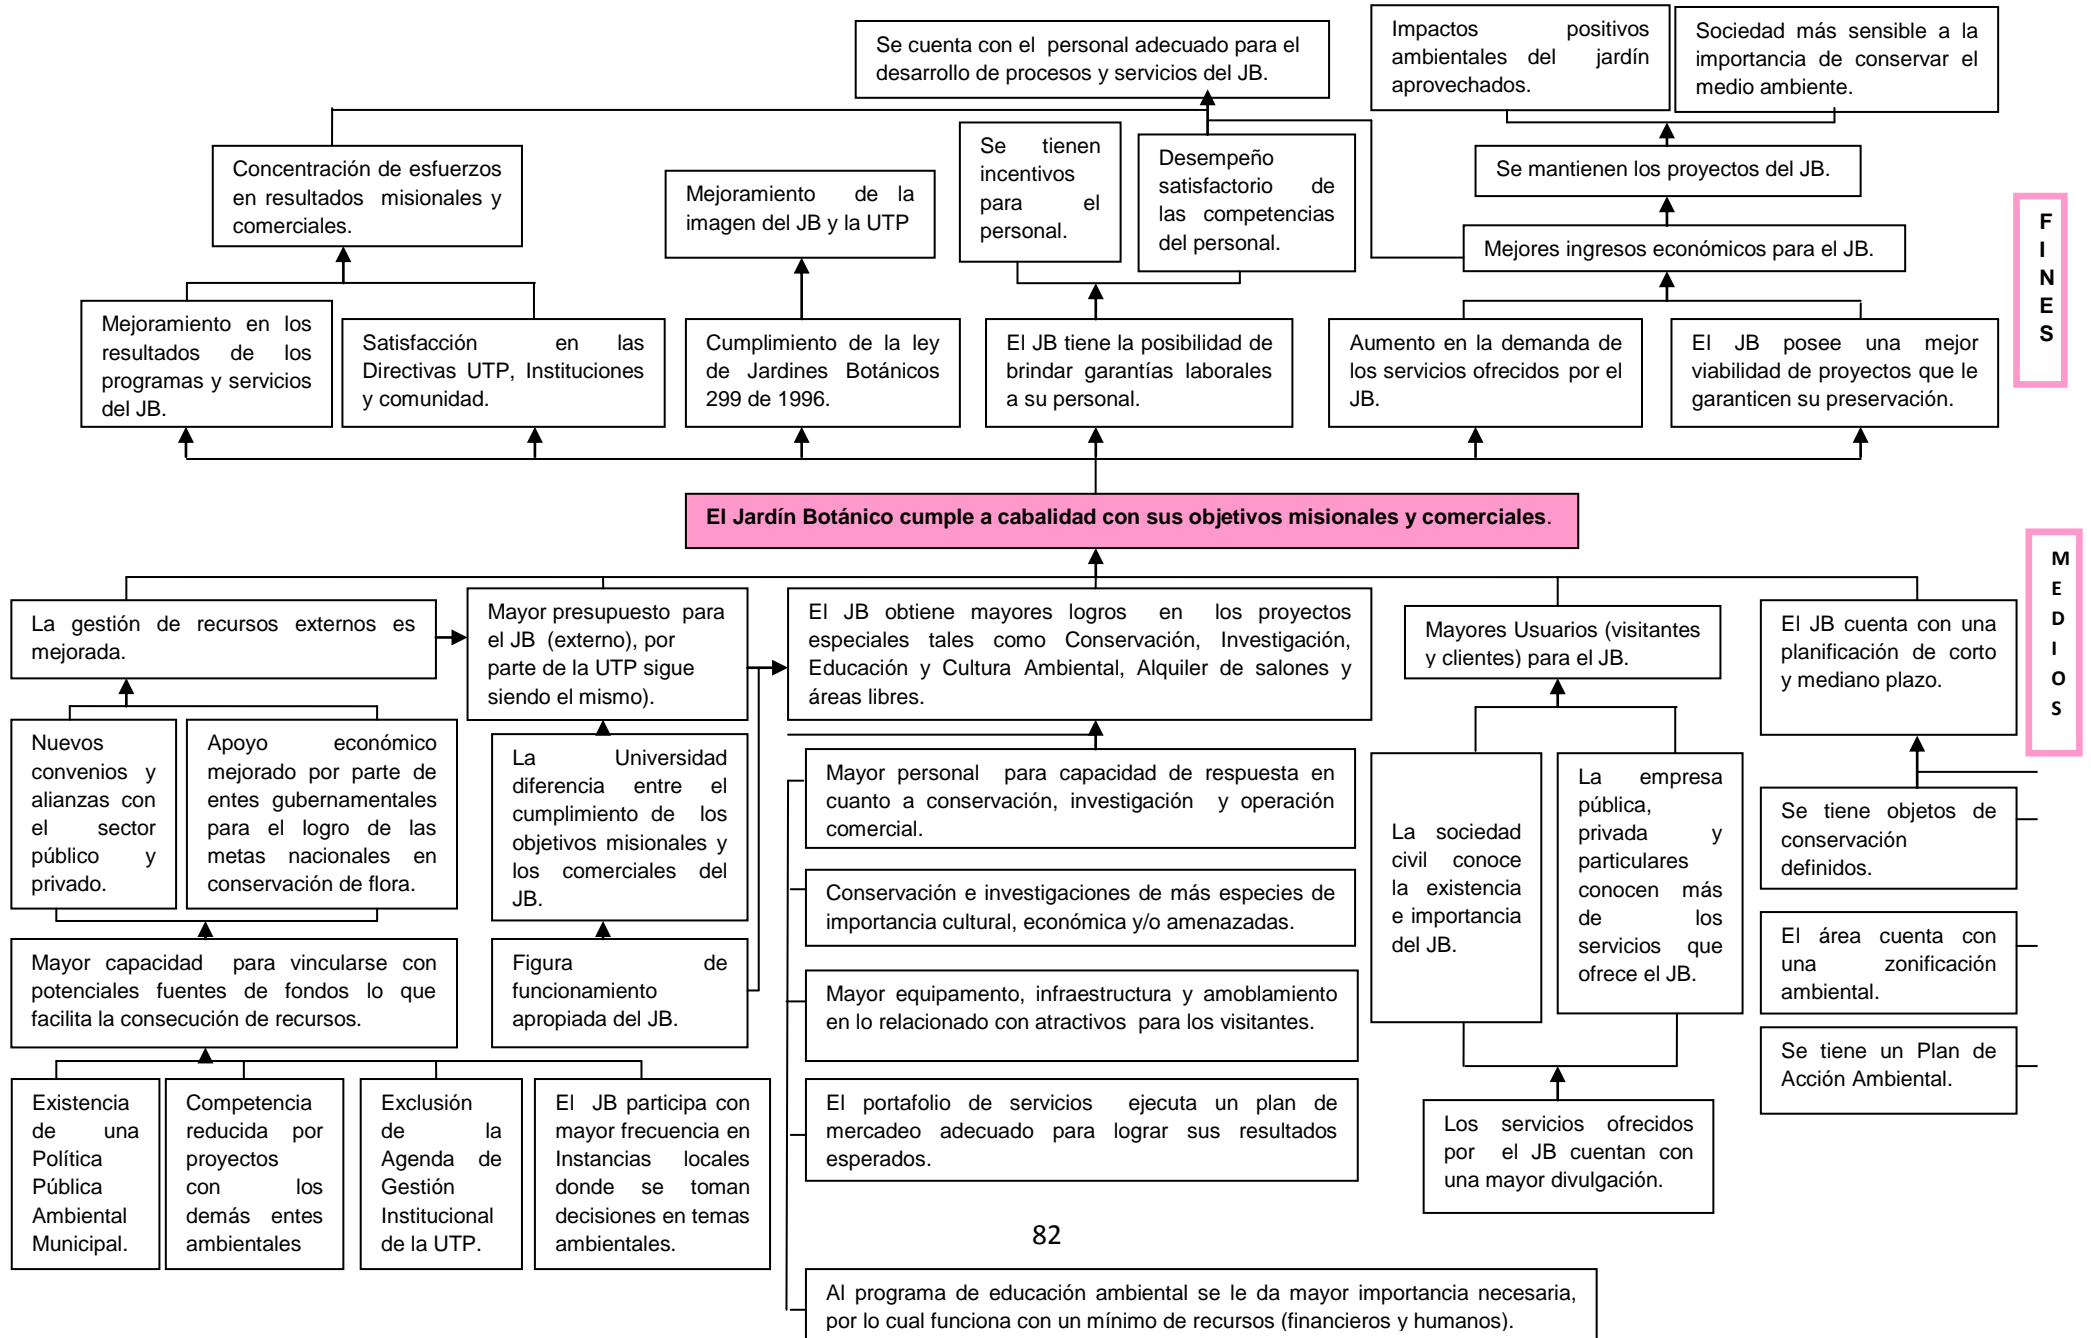 Se cuenta con el personal adecuado para el
desarrollo de procesos y servicios del JB.
Impactos positivos
ambientales del jardín
aprovechados.
Sociedad más sensible a la
importancia de conservar el
medio ambiente.
Concentración de esfuerzos
en resultados misionales y
comerciales.
Mejoramiento de la
imagen del JB y la UTP
Se tienen
incentivos
para el
personal.
Desempeño
satisfactorio de
las competencias
del personal.
Se mantienen los proyectos del JB.
Mejores ingresos económicos para el JB.
F
I
N
E
S
Mejoramiento en los
resultados de los
programas y servicios
del JB.
Satisfacción en las
Directivas UTP, Instituciones
y comunidad.
Cumplimiento de la ley
de Jardines Botánicos
299 de 1996.
El JB tiene la posibilidad de
brindar garantías laborales
a su personal.
Aumento en la demanda de
los servicios ofrecidos por el
JB.
El JB posee una mejor
viabilidad de proyectos que le
garanticen su preservación.
El Jardín Botánico cumple a cabalidad con sus objetivos misionales y comerciales.
M
E
D
I
O
S
La gestión de recursos externos es
mejorada.
Mayor presupuesto para
el JB (externo), por
parte de la UTP sigue
siendo el mismo).
El JB obtiene mayores logros en los proyectos
especiales tales como Conservación, Investigación,
Educación y Cultura Ambiental, Alquiler de salones y
áreas libres.
Mayores Usuarios (visitantes
y clientes) para el JB.
El JB cuenta con una
planificación de corto
y mediano plazo.
Nuevos
convenios y
alianzas con
el sector
público y
privado.
Apoyo económico
mejorado por parte de
entes gubernamentales
para el logro de las
metas nacionales en
conservación de flora.
La Universidad
diferencia entre el
cumplimiento de los
objetivos misionales y
los comerciales del
JB.
Mayor personal para capacidad de respuesta en
cuanto a conservación, investigación y operación
comercial.
La sociedad
civil conoce
la existencia
e importancia
del JB.
La empresa
pública,
privada y
particulares
conocen más
de los
servicios que
ofrece el JB.
Se tiene objetos de
conservación
definidos.
Conservación e investigaciones de más especies de
importancia cultural, económica y/o amenazadas.
Mayor capacidad para vincularse con
potenciales fuentes de fondos lo que
facilita la consecución de recursos.
Figura de
funcionamiento
apropiada del JB.
El área cuenta con
una zonificación
ambiental.
Mayor equipamento, infraestructura y amoblamiento
en lo relacionado con atractivos para los visitantes.
Se tiene un Plan de
Acción Ambiental.
Existencia
de una
Política
Pública
Ambiental
Municipal.
Competencia
reducida por
proyectos
con los
demás entes
ambientales
Exclusión
de la
Agenda de
Gestión
Institucional
de la UTP.
El JB participa con
mayor frecuencia en
Instancias locales
donde se toman
decisiones en temas
ambientales.
El portafolio de servicios ejecuta un plan de
mercadeo adecuado para lograr sus resultados
esperados.
Los servicios ofrecidos
por el JB cuentan con
una mayor divulgación.
82
Al programa de educación ambiental se le da mayor importancia necesaria,
por lo cual funciona con un mínimo de recursos (financieros y humanos).